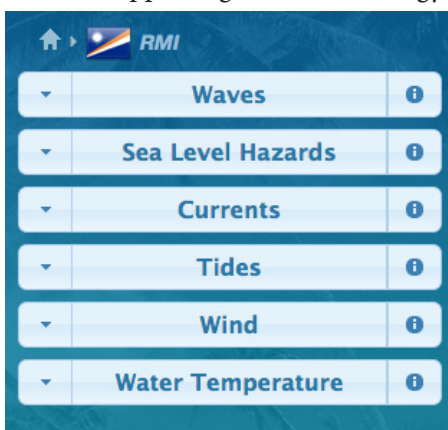 RMI
Waves
Sea Level Hazards
Currents
Tides
Wind
Water Temperature